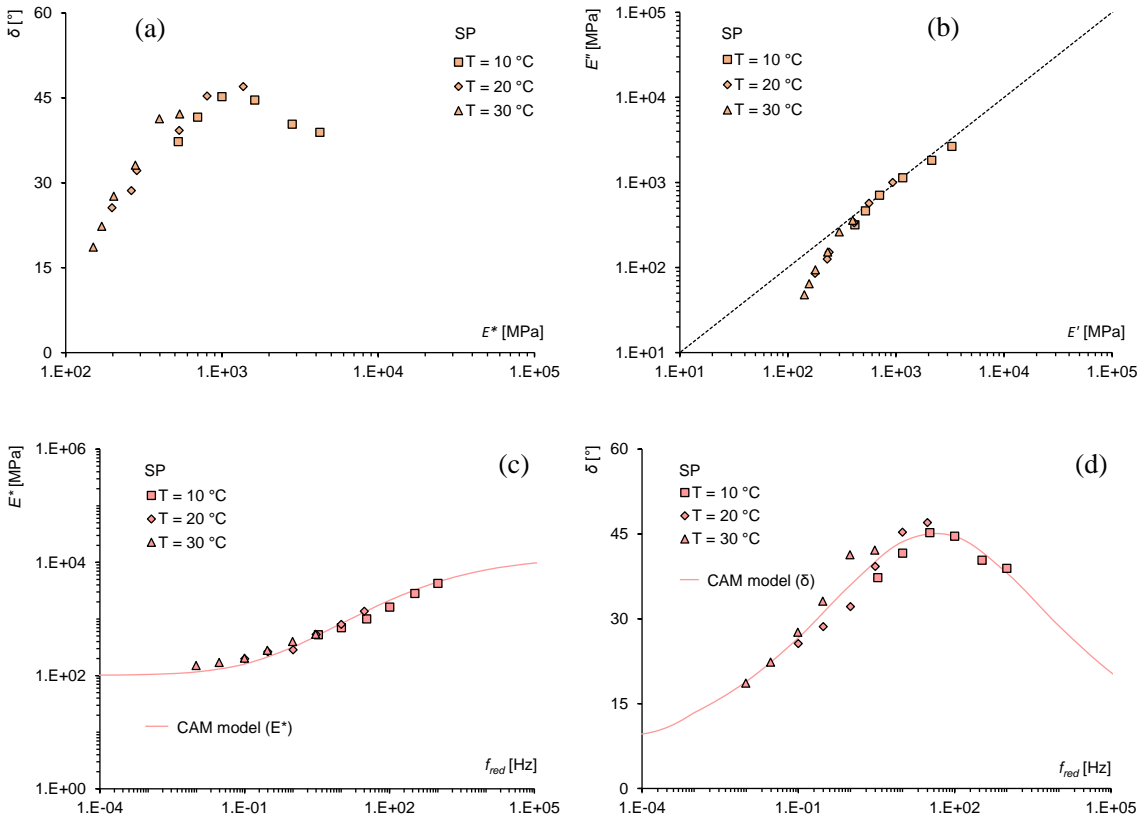 δ [°]
(a)
SP
T = 10 °C
T = 20 °C
T = 30 °C
60
45
30
15
0
E* [MPa]
1.E+02
1.E+03
1.E+04
1.E+05
E″ [MPa]
(b)
SP
T = 10 °C
T = 20 °C
T = 30 °C
1.E+05
1.E+04
1.E+03
1.E+02
1.E+01
E′ [MPa]
1.E+01
1.E+02
1.E+03
1.E+04
1.E+05
E* [MPa]
(c)
SP
T = 10 °C
T = 20 °C
T = 30 °C
1.E+06
1.E+04
1.E+02
1.E+00
CAM model (E*)
fred [Hz]
1.E-04
1.E-01
1.E+02
1.E+05
δ [°]
(d)
SP
T = 10 °C
T = 20 °C
T = 30 °C
CAM model (δ)
60
45
30
15
0
fred [Hz]
1.E-04
1.E-01
1.E+02
1.E+05